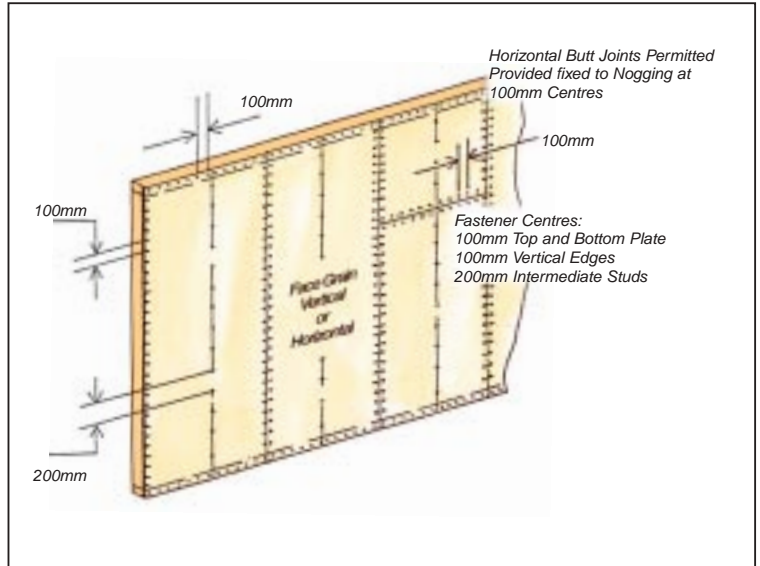 Horizontal Butt Joints Permitted
Provided fixed to Nogging at
100mm Centres
100mm
100mm
100mm
Fastener Centres:
100mm Top and Bottom Plate
100mm Vertical Edges
200mm Intermediate Studs
Face Grain
Vertical
or
Horizontal
200mm